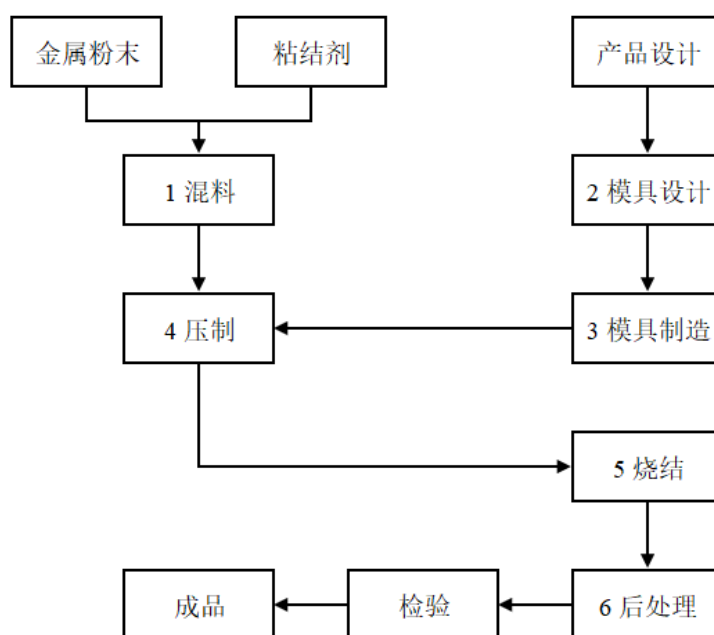 金属粉末
粘结剂
产品设计
1 混料
2 模具设计
4 压制
3 模具制造
5 烧结
成品
检验
6 后处理